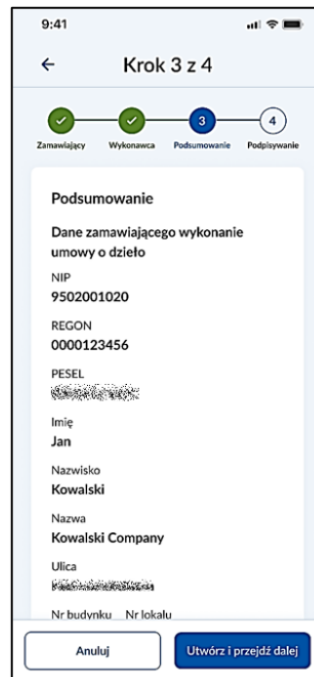 9:41
Krok 3 z 4
3 4
Zamawiający Wykonawca Podsumowanie Podpisywanie
Podsumowanie
Dane zamawiającego wykonanie
umowy o dzieło
NIP
9502001020
REGON
0000123456
PESEL
Imię
Jan
Nazwisko
Kowalski
Nazwa
Kowalski Company
Ulica
Nr budynku Nr lokalu
Anuluj Utwórz i przejdź dalej